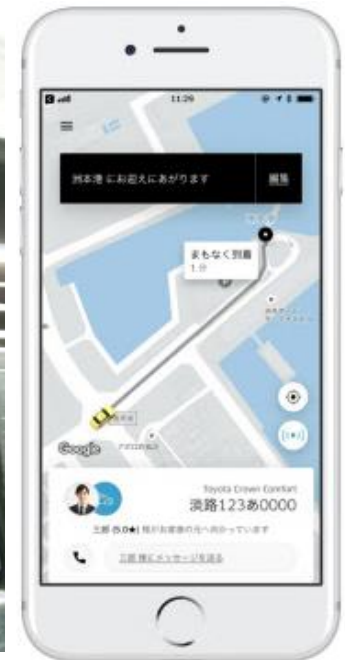 11:29
洲本港 にお迎えにあがります 編集
まもなく到着
1 分
Google
Toyota Crown Comfort
淡路123あ0000
三郎 (5.0★) 様がお客様の元へ向かっています
三郎 様にメッセージを送る